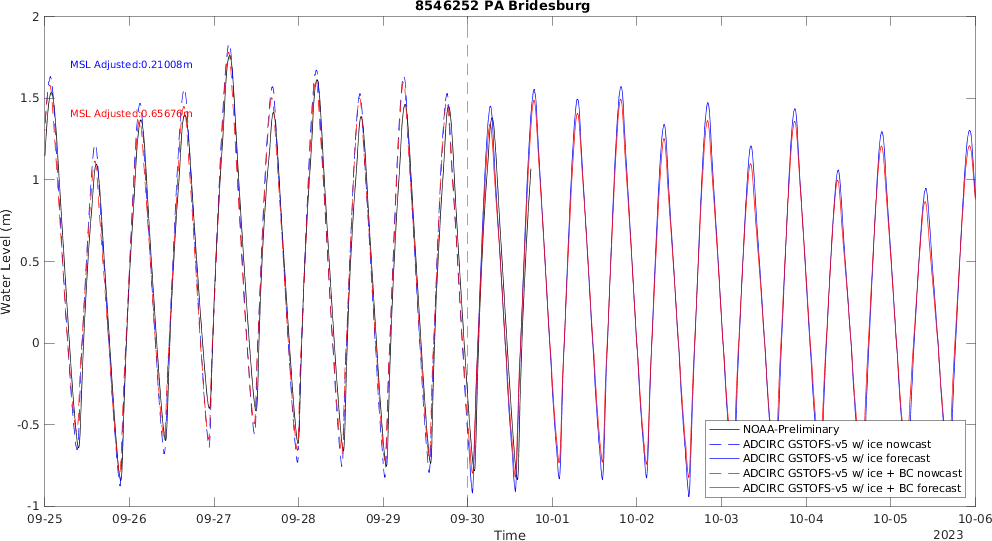 8546252 PA Bridesburg
2
1.5
1
0.5
0
-0.5
-1
Water Level (m)
MSL Adjusted:0.21008m
MSL Adjusted:0.65676m
NOAA-Preliminary
ADCIRC GSTOFS-v5 w/ ice nowcast
ADCIRC GSTOFS-v5 w/ ice forecast
ADCIRC GSTOFS-v5 w/ ice + BC nowcast
ADCIRC GSTOFS-v5 w/ ice + BC forecast
09-25 09-26 09-27 09-28 09-29 09-30 10-01 10-02 10-03 10-04 10-05 10-06
Time
2023